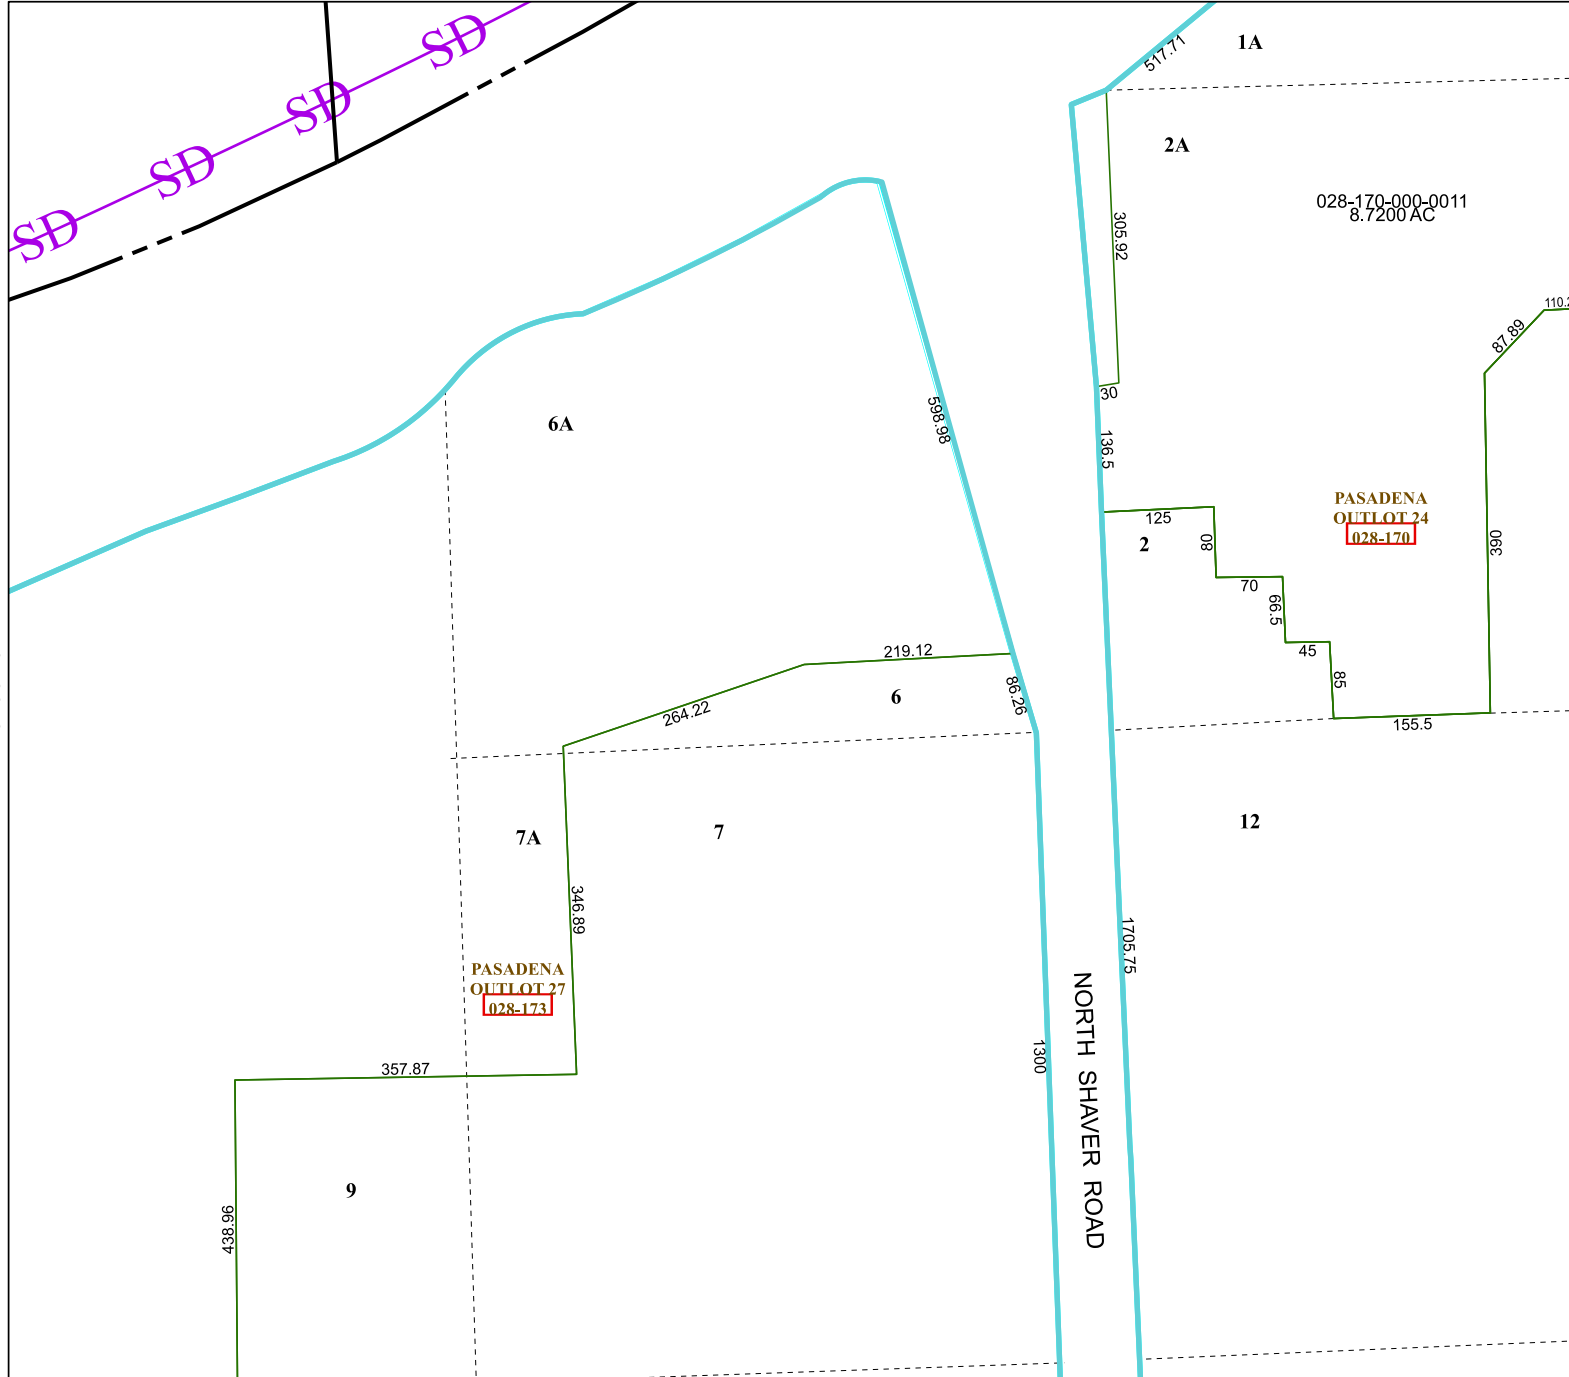 SD
SD
SD
SD
517.71
1A
2A
305.92
028-170-000-0011
8.7200 AC
110.2
87.89
30
6A
598.98
136.5
PASADENA
OUTLOT 24
028-170
125
2
80
390
70
66.5
45
85
155.5
219.12
264.22
6
86.26
7A
7
12
346.89
1705.75
PASADENA
OUTLOT 27
028-173
NORTH SHAVER ROAD
1300
357.87
9
438.96